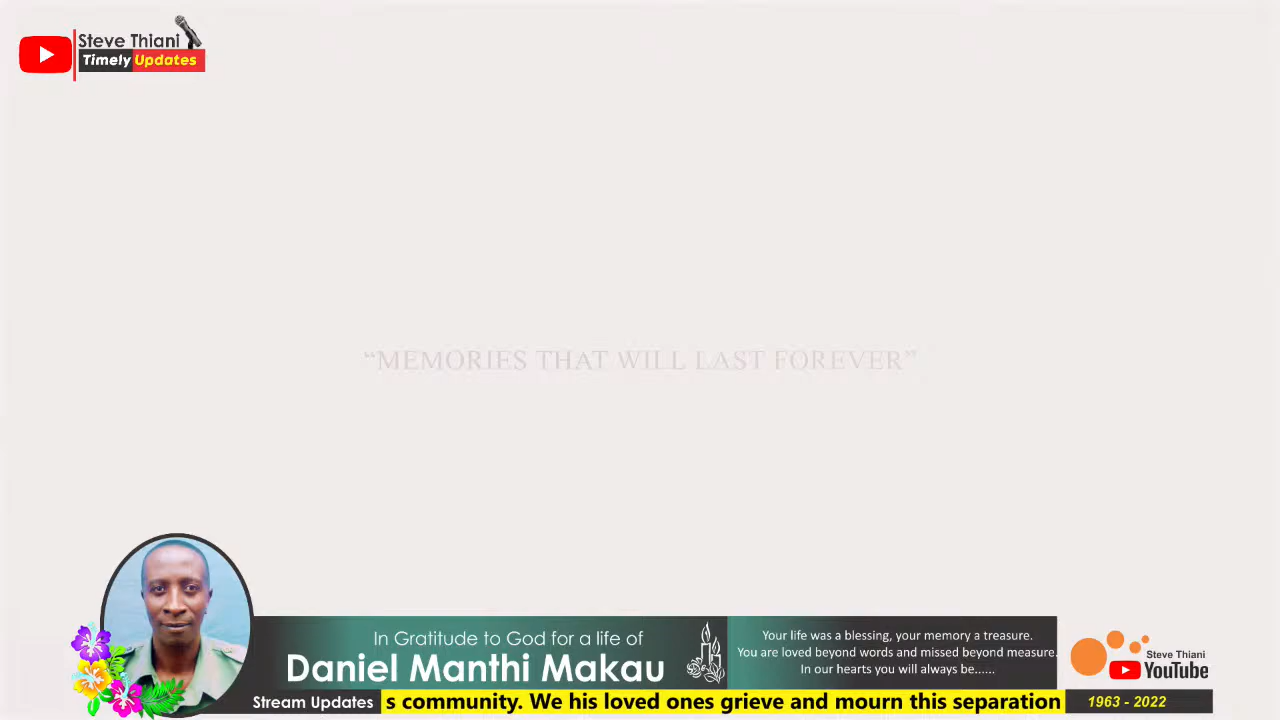 Steve Thiani
Timely Updates
“MEMORIES THAT WILL LAST FOREVER”
In Gratitude to God for a life of
Daniel Manthi Makau
Your life was a blessing, your memory a treasure.
You are loved beyond words and missed beyond measure.
In our hearts you will always be......
Steve Thiani
YouTube
Stream Updates
s community. We his loved ones grieve and mourn this separation
1963 - 2022